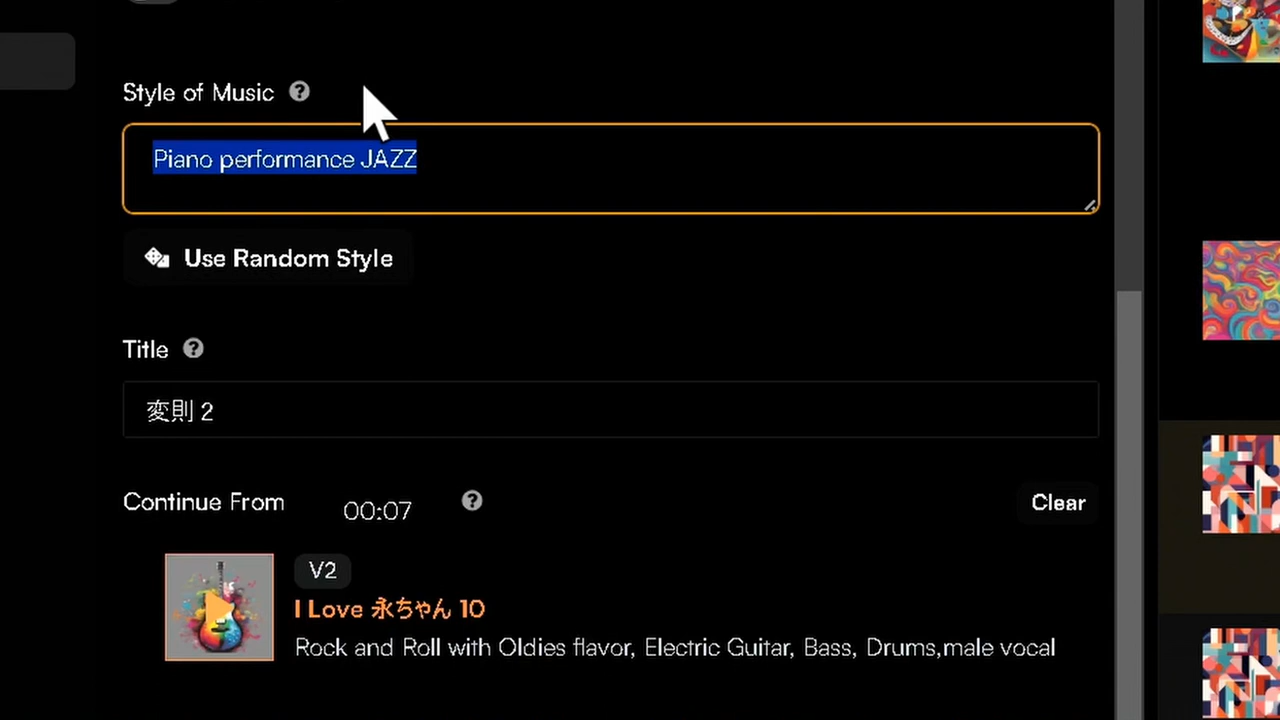 Style of Music
Piano performance JAZZ
Use Random Style
Title
変則 2
Continue From 00:07 Clear
V2
I Love 永ちゃん 10
Rock and Roll with Oldies flavor, Electric Guitar, Bass, Drums,male vocal